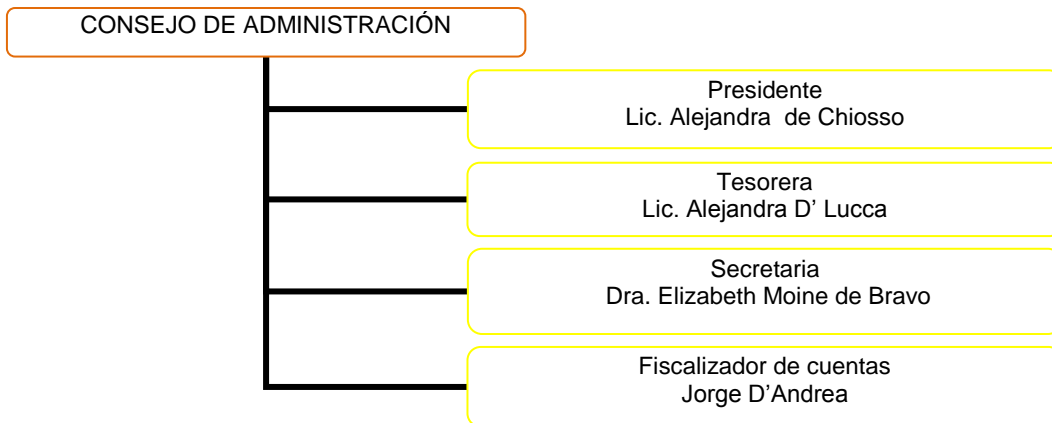 CONSEJO DE ADMINISTRACIÓN
Presidente
Lic. Alejandra  de Chiosso
Tesorera
Lic. Alejandra D’ Lucca
Secretaria
Dra. Elizabeth Moine de Bravo
Fiscalizador de cuentas
Jorge D’Andrea